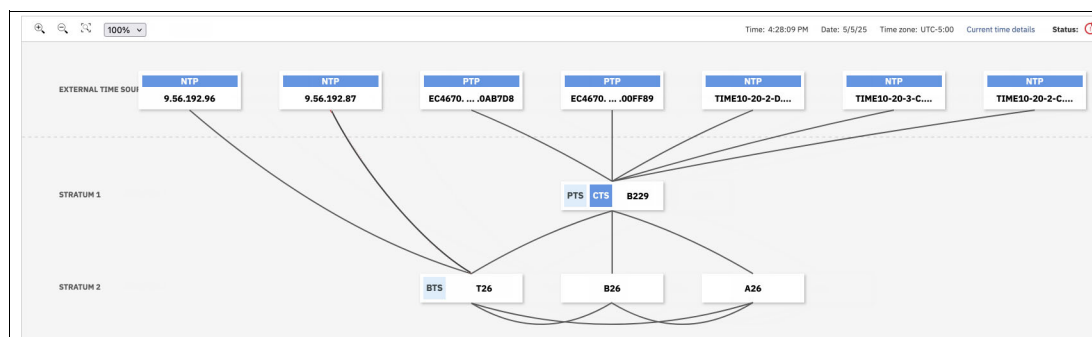 100%
Time: 4:28:09 PM Date: 5/5/25 Time zone: UTC-5:00 Current time details Status:
EXTERNAL TIME SOU
NTP NTP PTP PTP NTP NTP NTP
9.56.192.96 9.56.192.87 EC4670. ... .0AB7D8 EC4670. ... .00FF89 TIME10-20-2-D.... TIME10-20-3-C.... TIME10-20-2-C....
STRATUM 1
PTS CTS B229
STRATUM 2
BTS T26 B26 A26